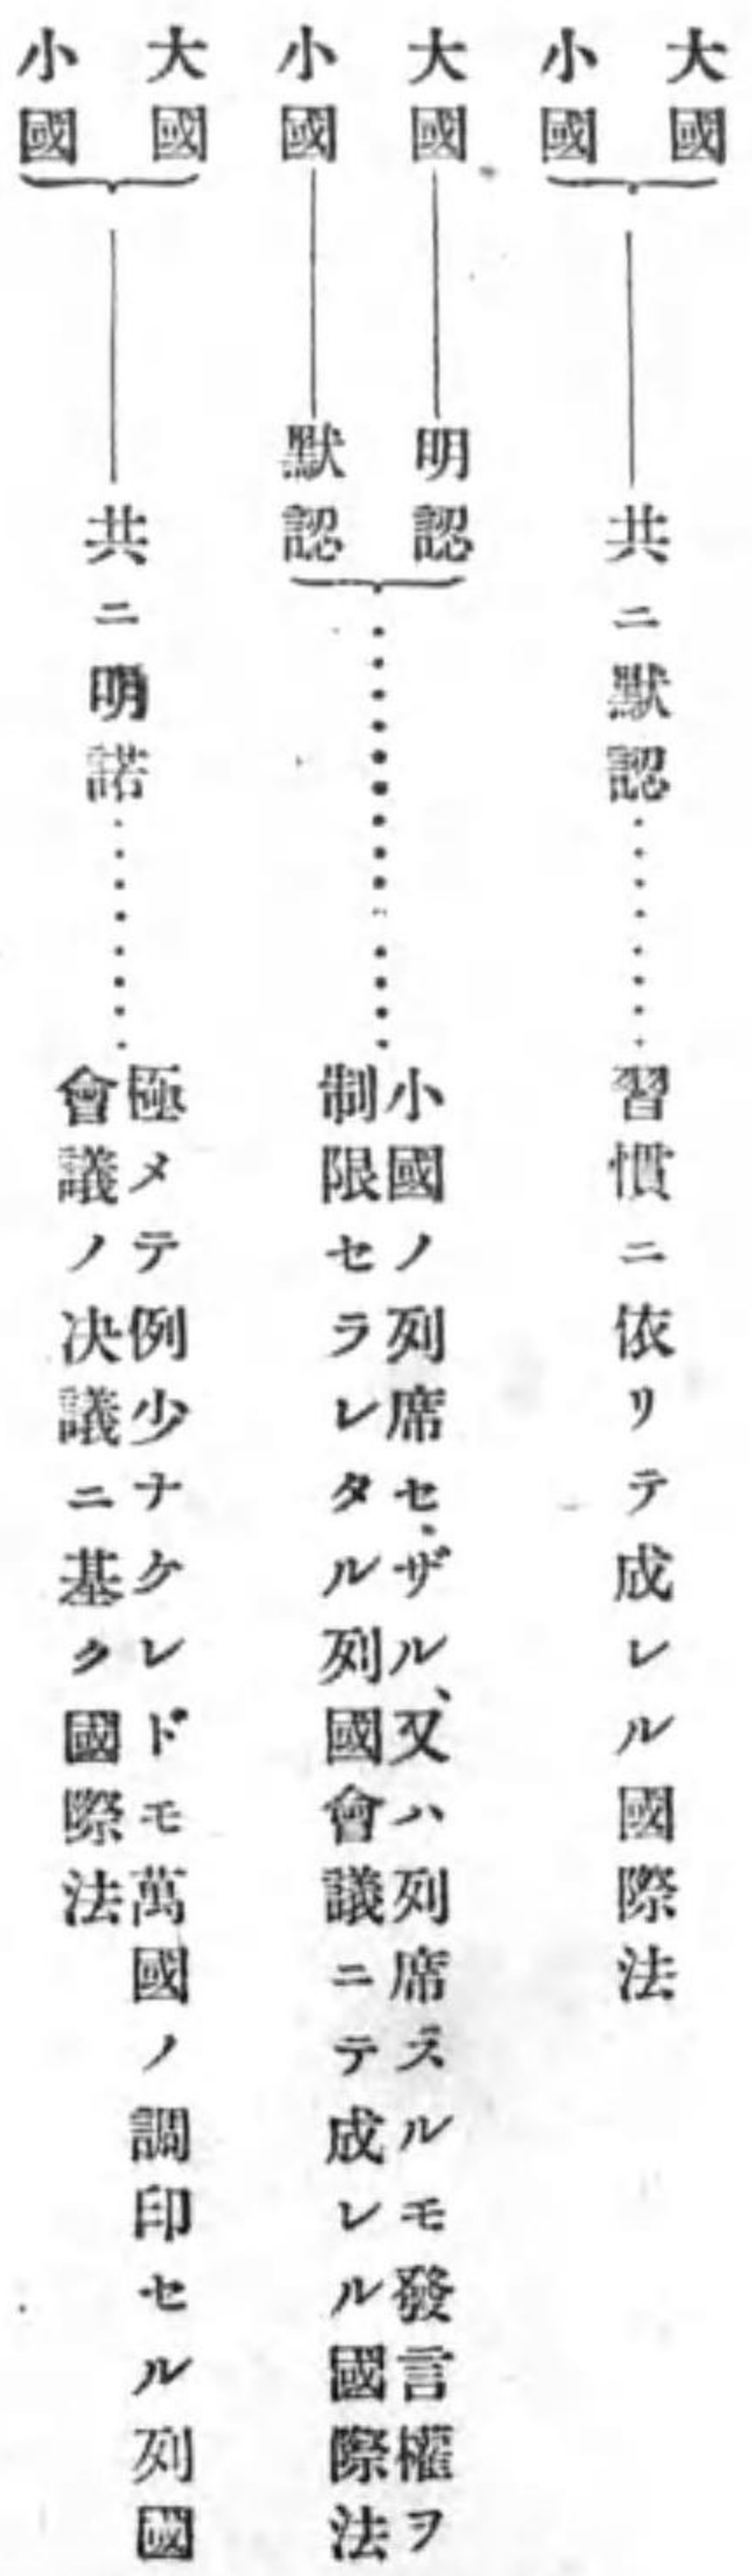 大國
小國
共ニ默認………習慣ニ依リテ成レル國際法
大國
小國
明認
默認
…………小國ノ列席セザル、又ハ列席スルモ發言權ヲ
制限セラレタル列國會議ニテ成レル國際法
大國
小國
共ニ明諾………極メテ例少ナケレドモ萬國ノ調印セル列國
會議ノ决議ニ基ク國際法